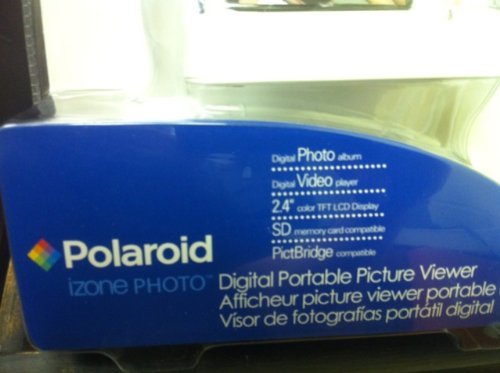 Digital Photo album
Digital Video player
2.4" color TFT LCD Display
SD memory card compatible
PictBridge compatible
Polaroid
izone PHOTO™
Digital Portable Picture Viewer
Afficheur picture viewer portable
Visor de fotografías portátil digital